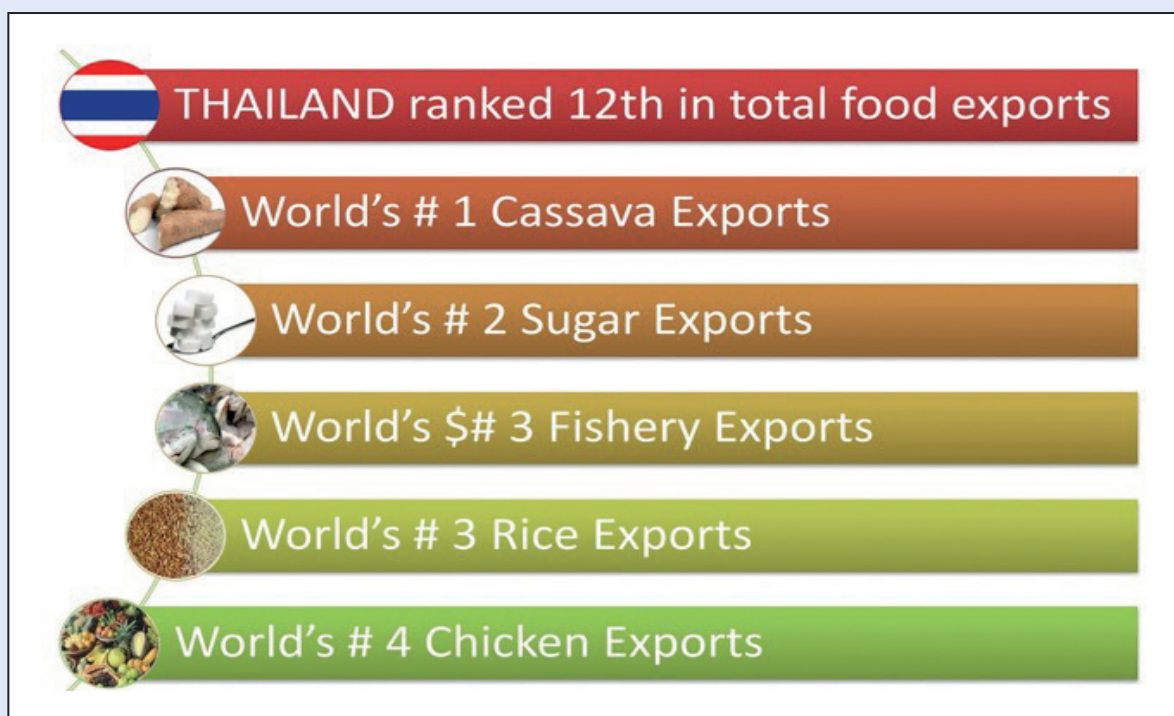 THAILAND ranked 12th in total food exports
World's # 1 Cassava Exports
World's # 2 Sugar Exports
World's $# 3 Fishery Exports
World's # 3 Rice Exports
World's # 4 Chicken Exports